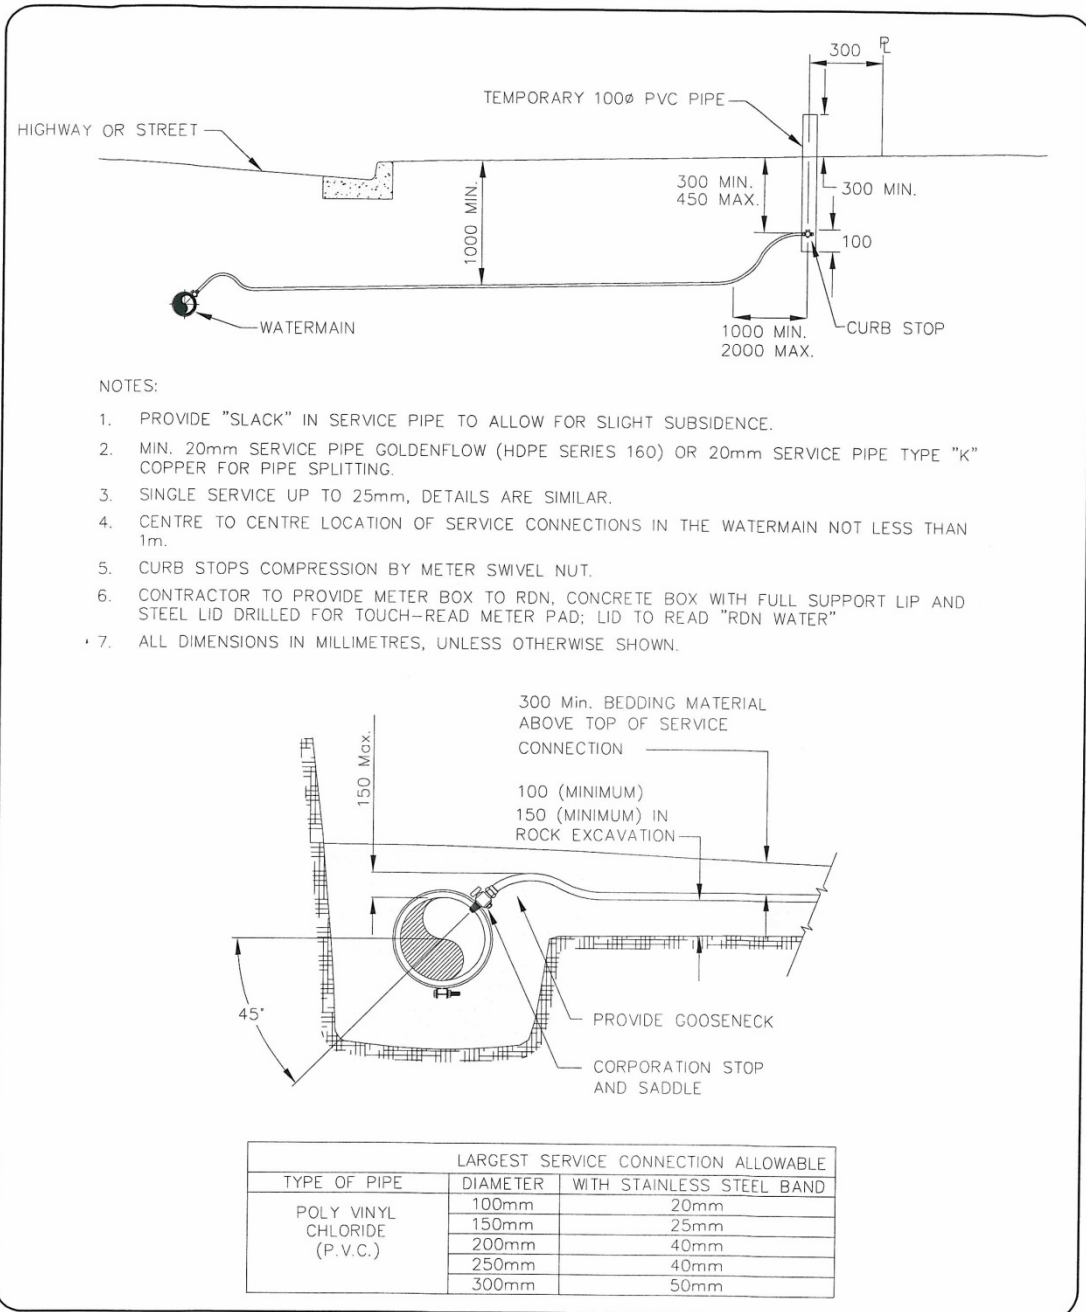 300 ⅊
TEMPORARY 100ø PVC PIPE
HIGHWAY OR STREET
1000 MIN.
300 MIN.
450 MAX.
300 MIN.
100
WATERMAIN
1000 MIN.
2000 MAX.
CURB STOP
NOTES:
1. PROVIDE "SLACK" IN SERVICE PIPE TO ALLOW FOR SLIGHT SUBSIDENCE.
2. MIN. 20mm SERVICE PIPE GOLDENFLOW (HDPE SERIES 160) OR 20mm SERVICE PIPE TYPE "K"
COPPER FOR PIPE SPLITTING.
3. SINGLE SERVICE UP TO 25mm, DETAILS ARE SIMILAR.
4. CENTRE TO CENTRE LOCATION OF SERVICE CONNECTIONS IN THE WATERMAIN NOT LESS THAN
1m.
5. CURB STOPS COMPRESSION BY METER SWIVEL NUT.
6. CONTRACTOR TO PROVIDE METER BOX TO RDN, CONCRETE BOX WITH FULL SUPPORT LIP AND
STEEL LID DRILLED FOR TOUCH-READ METER PAD; LID TO READ "RDN WATER"
7. ALL DIMENSIONS IN MILLIMETRES, UNLESS OTHERWISE SHOWN.
300 Min. BEDDING MATERIAL
ABOVE TOP OF SERVICE
CONNECTION
150 Max.
100 (MINIMUM)
150 (MINIMUM) IN
ROCK EXCAVATION
45°
PROVIDE GOOSENECK
CORPORATION STOP
AND SADDLE
LARGEST SERVICE CONNECTION ALLOWABLE
TYPE OF PIPE DIAMETER WITH STAINLESS STEEL BAND
POLY VINYL
CHLORIDE
(P.V.C.)
100mm 20mm
150mm 25mm
200mm 40mm
250mm 40mm
300mm 50mm